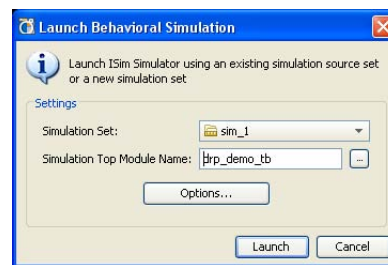 Launch Behavioral Simulation
Launch ISim Simulator using an existing simulation source set
or a new simulation set
Settings
Simulation Set: sim_1
Simulation Top Module Name: drp_demo_tb ...
Options...
Launch Cancel